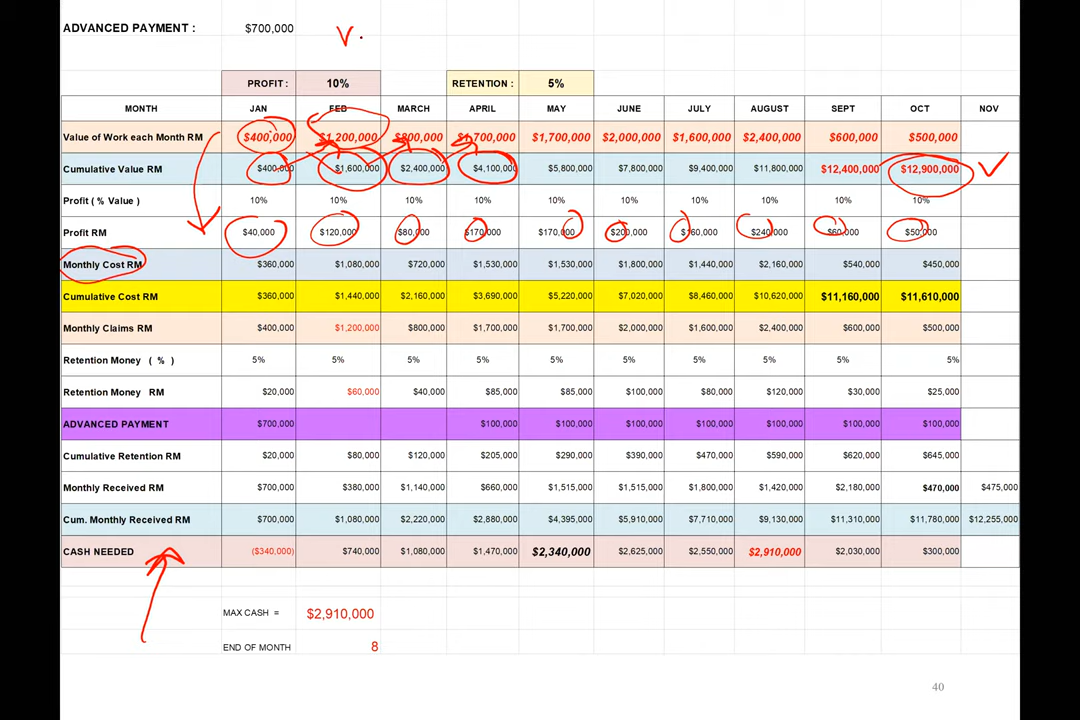 ADVANCED PAYMENT : $700,000
V.
PROFIT : 10% RETENTION : 5%
MONTH JAN FEB MARCH APRIL MAY JUNE JULY AUGUST SEPT OCT NOV
Value of Work each Month RM $400,000 $1,200,000 $800,000 $1,700,000 $1,700,000 $2,000,000 $1,600,000 $2,400,000 $600,000 $500,000
Cumulative Value RM $400,000 $1,600,000 $2,400,000 $4,100,000 $5,800,000 $7,800,000 $9,400,000 $11,800,000 $12,400,000 $12,900,000
Profit ( % Value ) 10% 10% 10% 10% 10% 10% 10% 10% 10% 10%
Profit RM $40,000 $120,000 $80,000 $170,000 $170,000 $200,000 $160,000 $240,000 $60,000 $50,000
Monthly Cost RM $360,000 $1,080,000 $720,000 $1,530,000 $1,530,000 $1,800,000 $1,440,000 $2,160,000 $540,000 $450,000
Cumulative Cost RM $360,000 $1,440,000 $2,160,000 $3,690,000 $5,220,000 $7,020,000 $8,460,000 $10,620,000 $11,160,000 $11,610,000
Monthly Claims RM $400,000 $1,200,000 $800,000 $1,700,000 $1,700,000 $2,000,000 $1,600,000 $2,400,000 $600,000 $500,000
Retention Money ( % ) 5% 5% 5% 5% 5% 5% 5% 5% 5% 5%
Retention Money RM $20,000 $60,000 $40,000 $85,000 $85,000 $100,000 $80,000 $120,000 $30,000 $25,000
ADVANCED PAYMENT $700,000 $100,000 $100,000 $100,000 $100,000 $100,000 $100,000 $100,000
Cumulative Retention RM $20,000 $80,000 $120,000 $205,000 $290,000 $390,000 $470,000 $590,000 $620,000 $645,000
Monthly Received RM $700,000 $380,000 $1,140,000 $660,000 $1,515,000 $1,515,000 $1,800,000 $1,420,000 $2,180,000 $470,000 $475,000
Cum. Monthly Received RM $700,000 $1,080,000 $2,220,000 $2,880,000 $4,395,000 $5,910,000 $7,710,000 $9,130,000 $11,310,000 $11,780,000 $12,255,000
CASH NEEDED ($340,000) $740,000 $1,080,000 $1,470,000 $2,340,000 $2,625,000 $2,550,000 $2,910,000 $2,030,000 $300,000
MAX CASH = $2,910,000
END OF MONTH 8
40